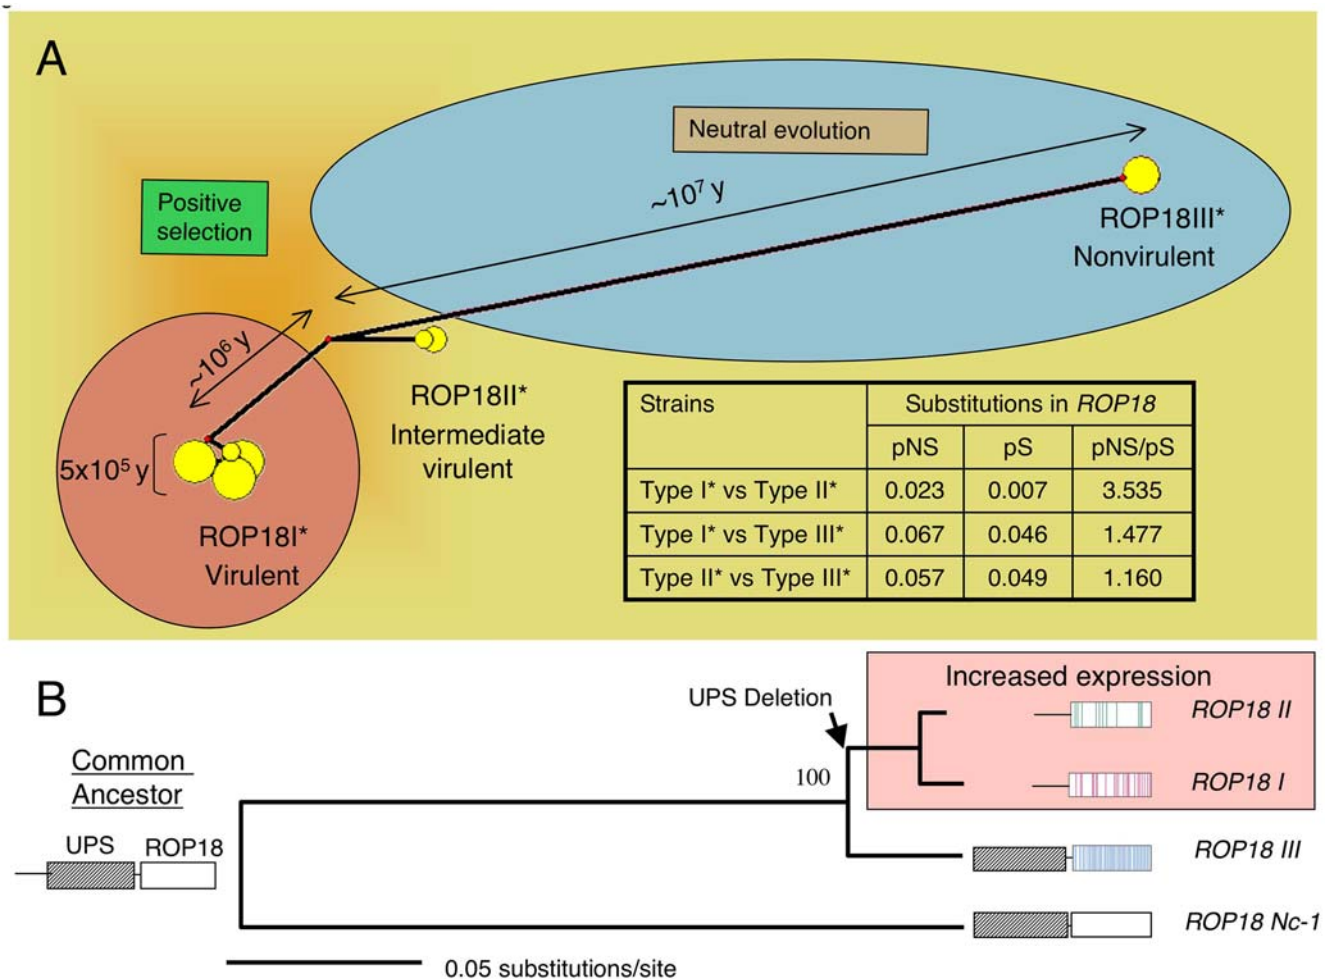 A
Neutral evolution
Positive
selection
~10⁷ y
ROP18III*
Nonvirulent
~10⁶ y
ROP18II*
Intermediate
virulent
5x10⁵ y
ROP18I*
Virulent
Strains Substitutions in ROP18
pNS pS pNS/pS
Type I* vs Type II* 0.023 0.007 3.535
Type I* vs Type III* 0.067 0.046 1.477
Type II* vs Type III* 0.057 0.049 1.160
B
Increased expression
UPS Deletion
ROP18 II
Common
Ancestor
100
ROP18 I
UPS ROP18
ROP18 III
ROP18 Nc-1
0.05 substitutions/site